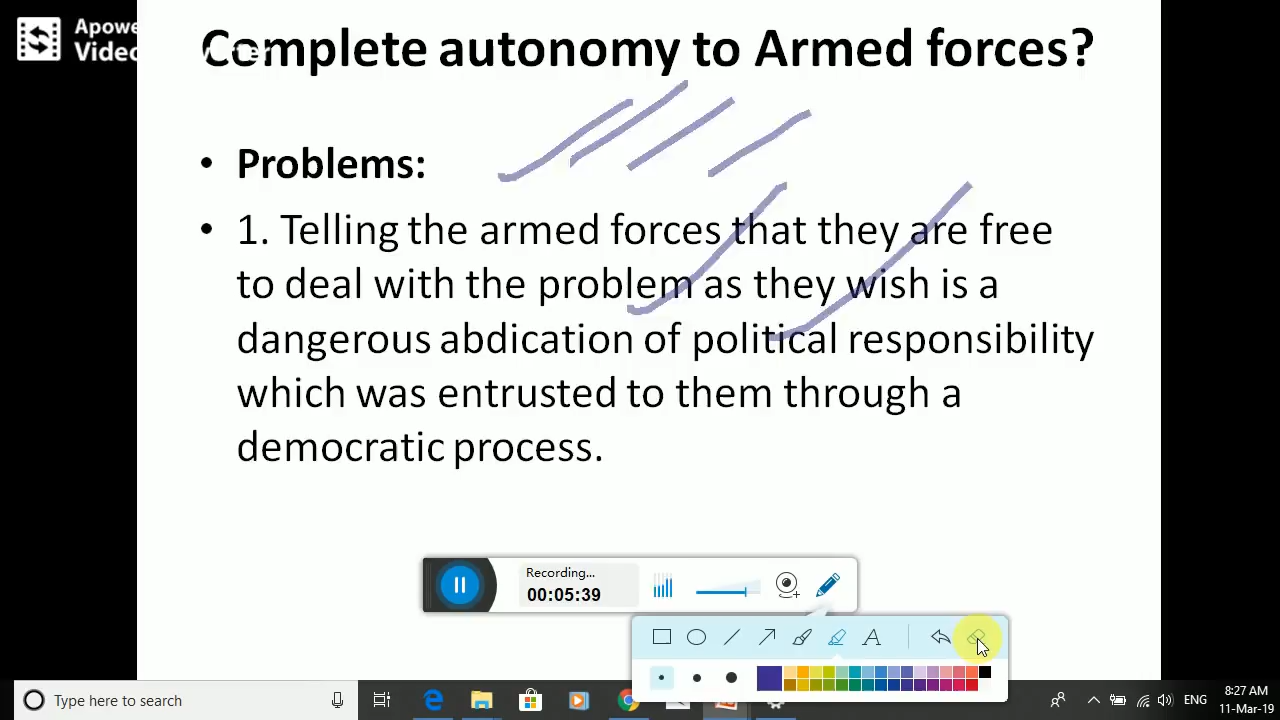 Apowe
Video
Complete autonomy to Armed forces?
• Problems:
• 1. Telling the armed forces that they are free
to deal with the problem as they wish is a
dangerous abdication of political responsibility
which was entrusted to them through a
democratic process.
Recording...
00:05:39
A
Type here to search
ENG
8:27 AM
11-Mar-19